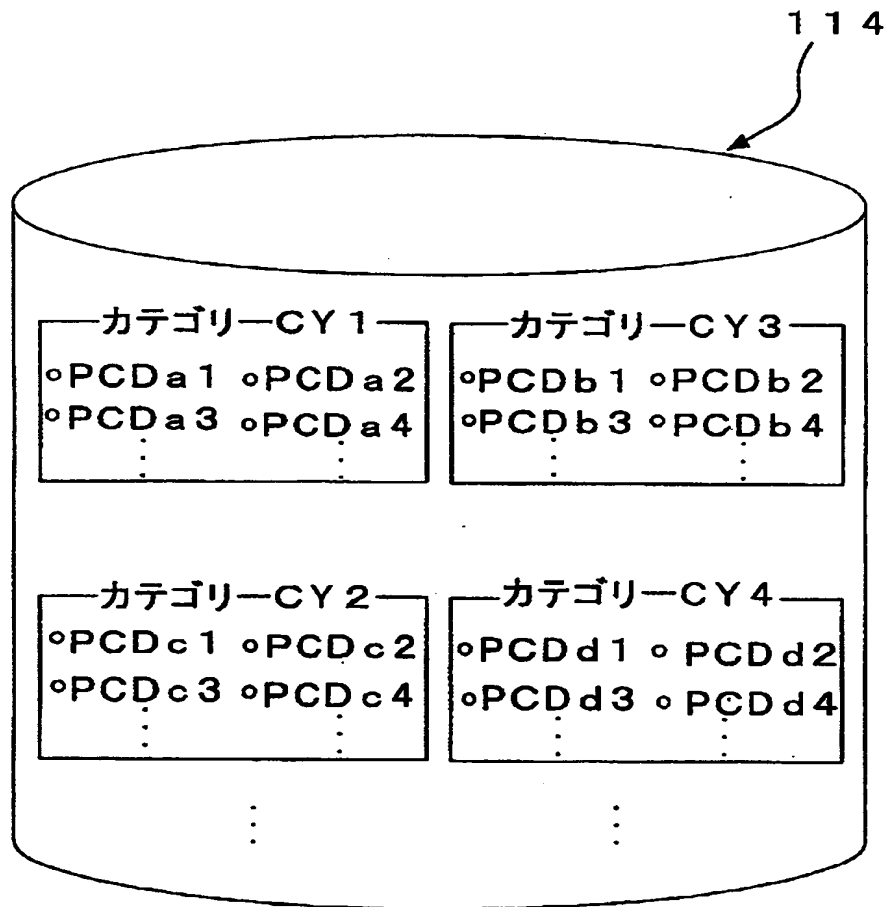 114
カテゴリーCY1
○PCDa1 ○PCDa2
○PCDa3 ○PCDa4
カテゴリーCY3
○PCDb1 ○PCDb2
○PCDb3 ○PCDb4
カテゴリーCY2
○PCDc1 ○PCDc2
○PCDc3 ○PCDc4
カテゴリーCY4
○PCDd1 ○PCDd2
○PCDd3 ○PCDd4